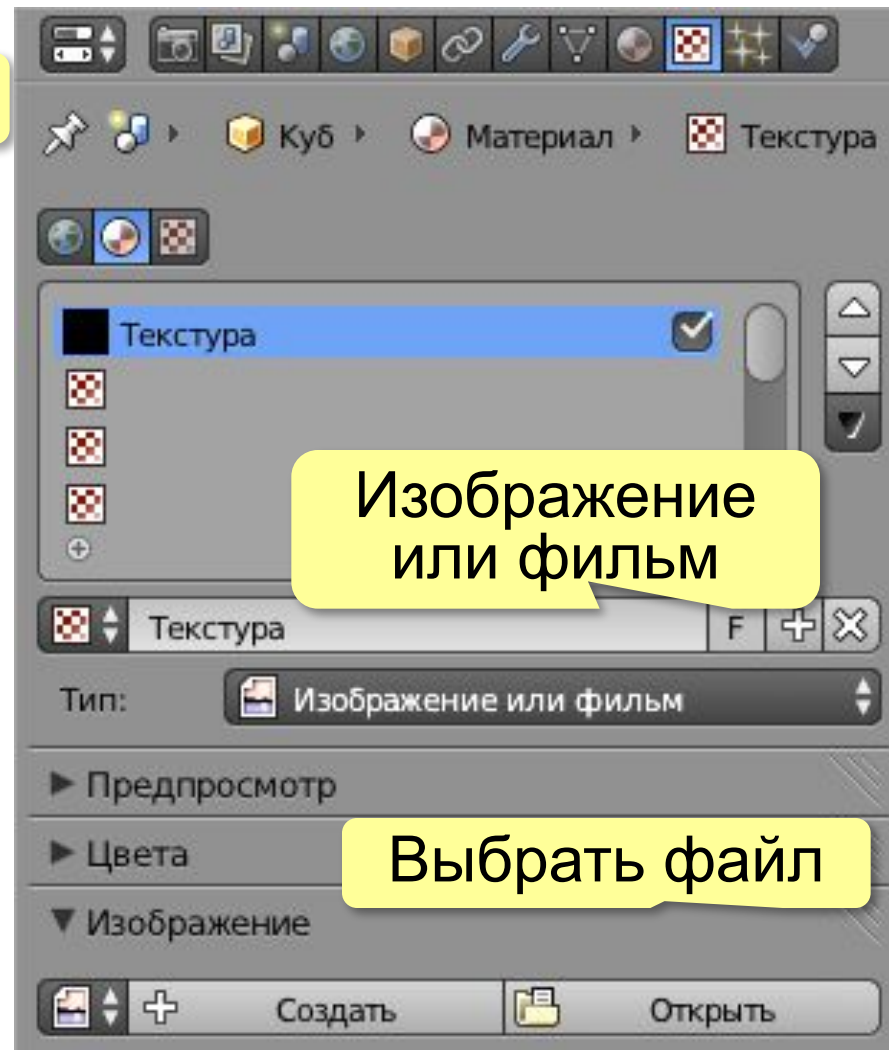 Куб Материал Текстура
Текстура
Изображение
или фильм
Текстура F
Тип: Изображение или фильм
Предпросмотр
Цвета
Выбрать файл
Изображение
Создать Открыть